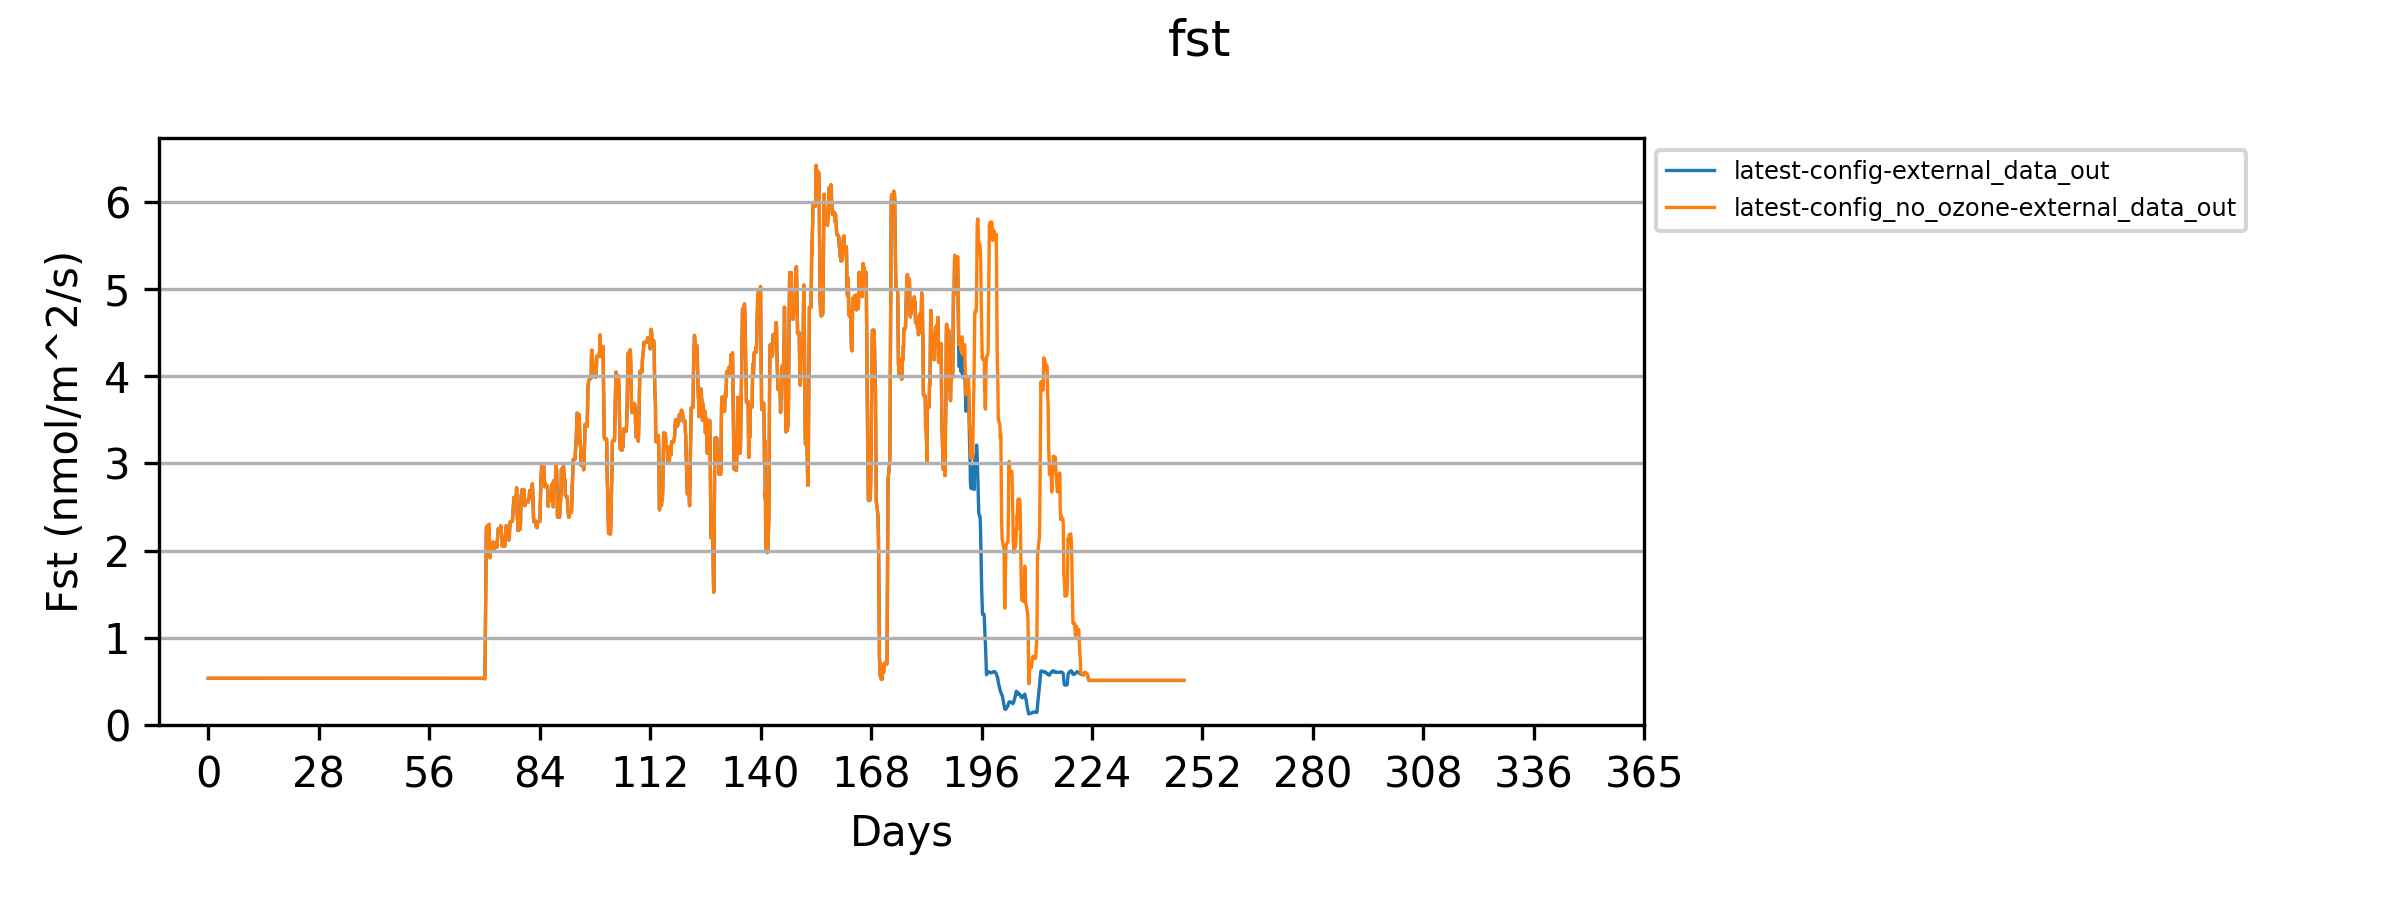 fst
latest-config-external_data_out
latest-config_no_ozone-external_data_out
Fst (nmol/m^2/s)
6
5
4
3
2
1
0
0 28 56 84 112 140 168 196 224 252 280 308 336 365
Days